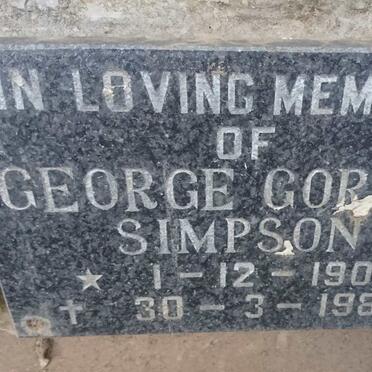 IN LOVING MEM
OF
GEORGE GOR
SIMPSON
★ 1-12-190
✝ 30-3-198